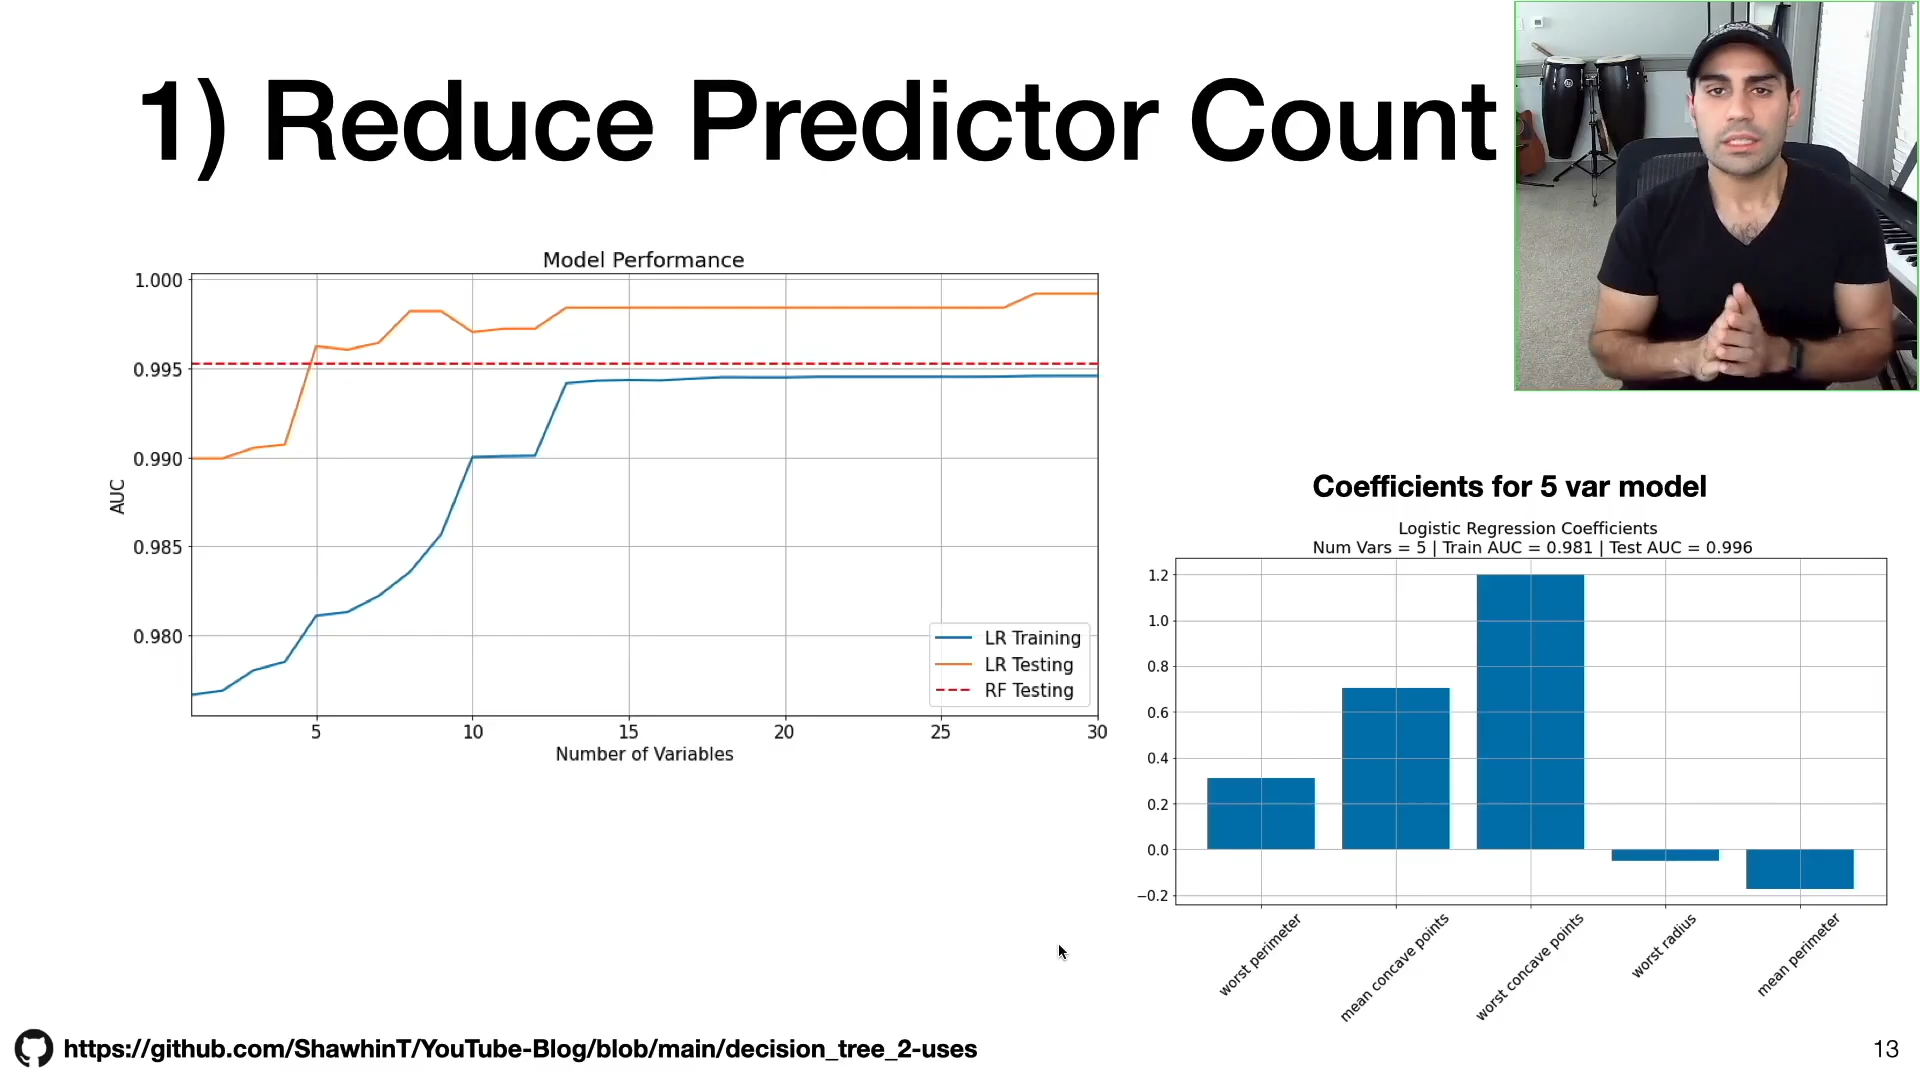 1) Reduce Predictor Count
Model Performance
1.000
0.995
0.990
0.985
0.980
AUC
5 10 15 20 25 30
Number of Variables
LR Training
LR Testing
RF Testing
Coefficients for 5 var model
Logistic Regression Coefficients
Num Vars = 5 | Train AUC = 0.981 | Test AUC = 0.996
1.2
1.0
0.8
0.6
0.4
0.2
0.0
−0.2
worst perimeter
mean concave points
worst concave points
worst radius
mean perimeter
https://github.com/ShawhinT/YouTube-Blog/blob/main/decision_tree_2-uses
13